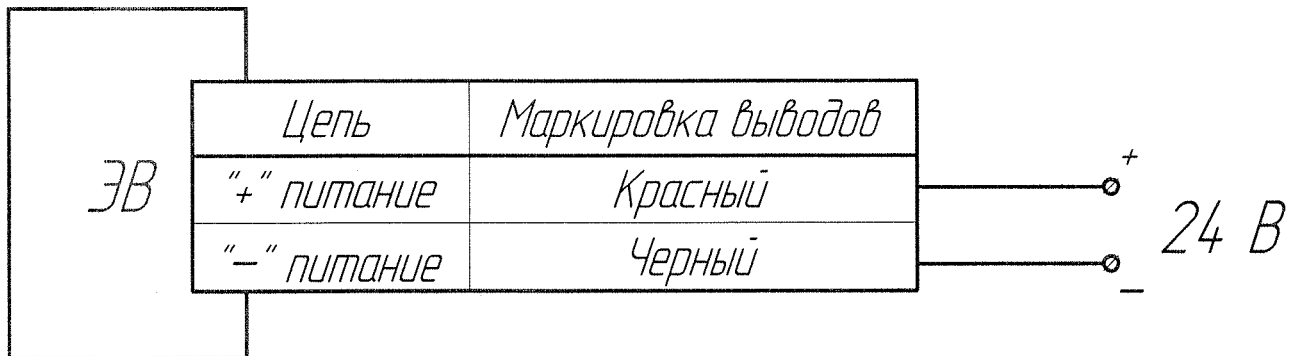 Цепь Маркировка выводов
ЭВ "+" питание Красный +
"—" питание Черный —
24 В